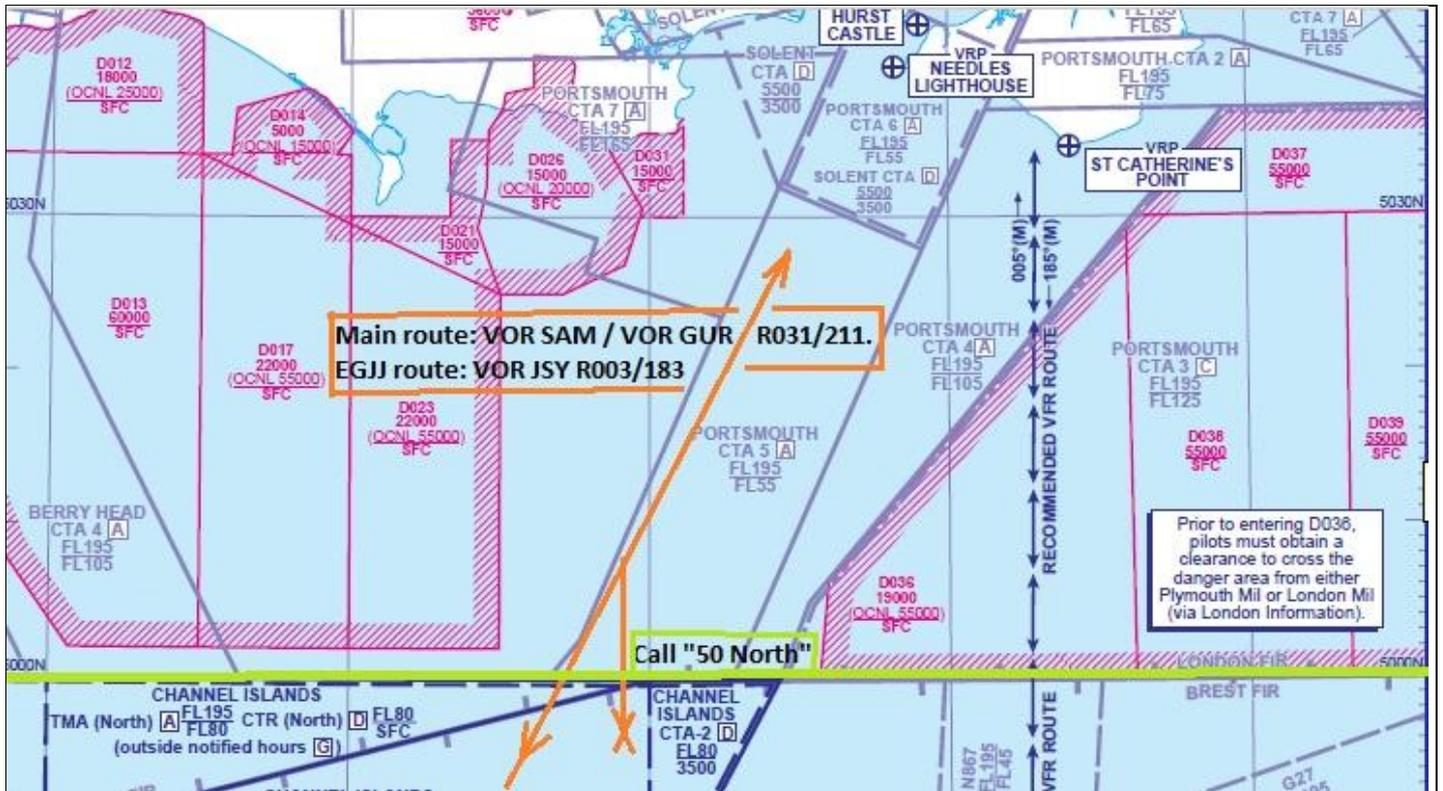 SFC
SOLENT
HURST
CASTLE
FL65
CTA 7 A
FL195
FL65
D012
18000
(OCNL 25000)
SFC
SOLENT
CTA D
5500
3500
VRP
NEEDLES
LIGHTHOUSE
PORTSMOUTH CTA 2 A
FL195
FL75
D014
5000
(OCNL 15000)
SFC
PORTSMOUTH
CTA 7 A
FL195
FL165
PORTSMOUTH
CTA 6 A
FL195
FL55
SOLENT CTA D
5500
3500
D026
15000
(OCNL 20000)
SFC
D031
15000
SFC
VRP
ST CATHERINE'S
POINT
D037
55000
SFC
5030N
5030N
D021
15000
SFC
005°(M)
185°(M)
D013
60000
SFC
Main route: VOR SAM / VOR GUR R031/211.
EGJJ route: VOR JSY R003/183
D017
22000
(OCNL 55000)
SFC
PORTSMOUTH
CTA 4 A
FL195
FL105
PORTSMOUTH
CTA 3 C
FL195
FL125
D023
22000
(OCNL 55000)
SFC
PORTSMOUTH
CTA 5 A
FL195
FL55
RECOMMENDED VFR ROUTE
D038
55000
SFC
D039
55000
SFC
BERRY HEAD
CTA 4 A
FL195
FL105
Prior to entering D036,
pilots must obtain a
clearance to cross the
danger area from either
Plymouth Mil or London Mil
(via London Information).
D036
19000
(OCNL 55000)
SFC
Call "50 North"
5000N
LONDON FIR
5000N
BREST FIR
CHANNEL ISLANDS
TMA (North) A FL195 FL80 CTR (North) D FL80 SFC
(outside notified hours G)
CHANNEL
ISLANDS
CTA-2 D
FL80
3500
VFR ROUTE
N867
FL195
FL45
G27
CHANNEL ISLANDS